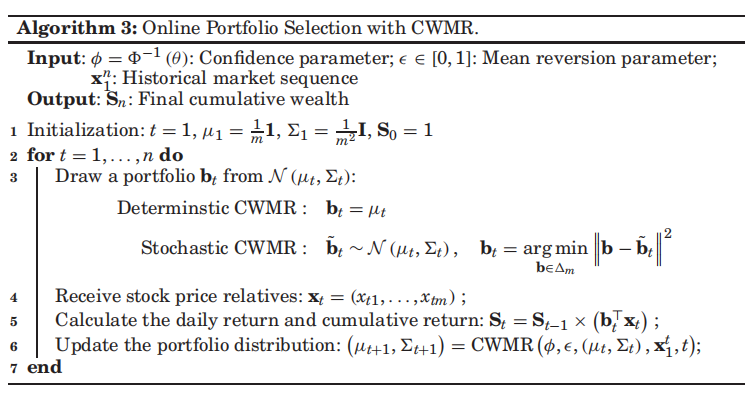 Algorithm 3: Online Portfolio Selection with CWMR.
Input: ϕ = Φ⁻¹ (θ): Confidence parameter; ϵ ∈ [0, 1]: Mean reversion parameter;
x₁ⁿ: Historical market sequence
Output: Sₙ: Final cumulative wealth
1 Initialization: t = 1, μ₁ = 1/m 1, Σ₁ = 1/m² I, S₀ = 1
2 for t = 1, . . . , n do
3 Draw a portfolio bₜ from 𝒩 (μₜ, Σₜ):
Determinstic CWMR : bₜ = μₜ
Stochastic CWMR : b̃ₜ ∼ 𝒩 (μₜ, Σₜ) , bₜ = arg min_{b∈Δₘ} ‖b − b̃ₜ‖²
4 Receive stock price relatives: xₜ = (xₜ₁, . . . , xₜₘ) ;
5 Calculate the daily return and cumulative return: Sₜ = Sₜ₋₁ × (bₜ⊤xₜ) ;
6 Update the portfolio distribution: (μₜ₊₁, Σₜ₊₁) = CWMR (ϕ, ϵ, (μₜ, Σₜ) , x₁ᵗ, t);
7 end